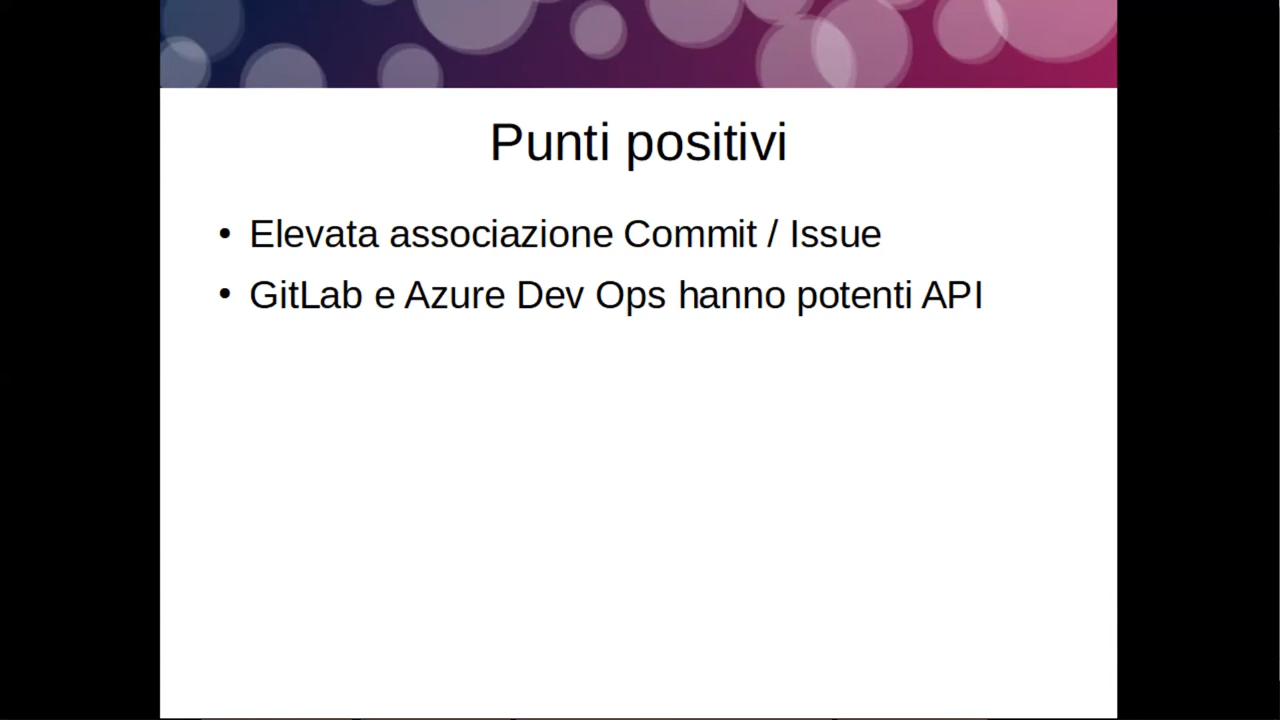 Punti positivi
• Elevata associazione Commit / Issue
• GitLab e Azure Dev Ops hanno potenti API